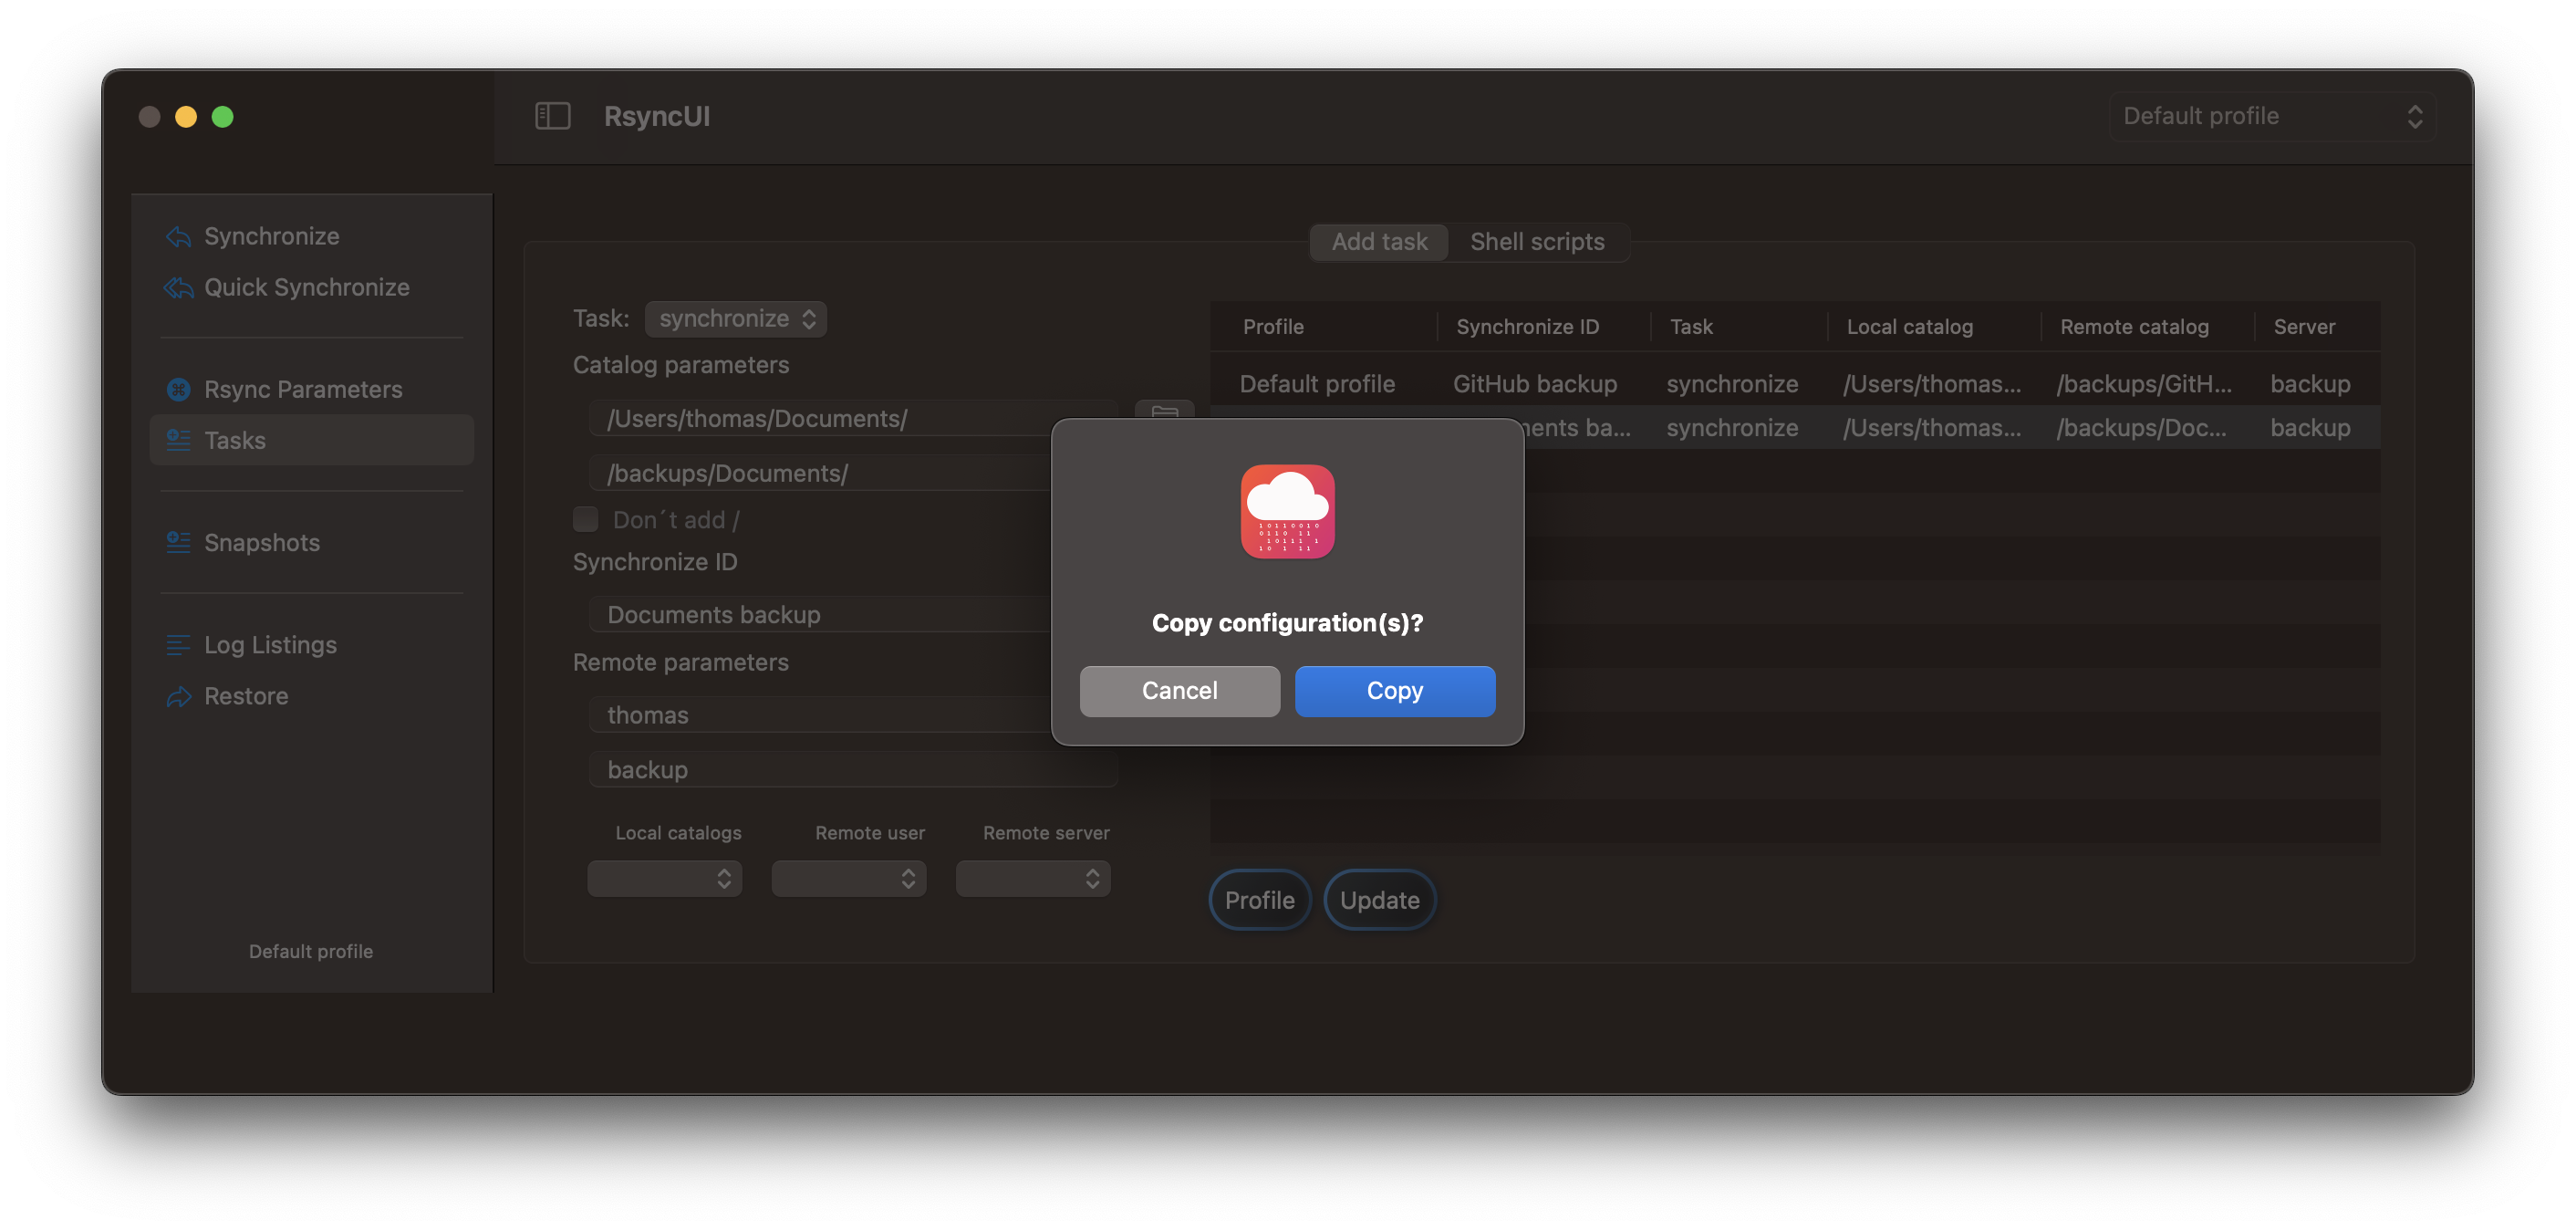 RsyncUI
Default profile
Synchronize
Quick Synchronize
Rsync Parameters
Tasks
Snapshots
Log Listings
Restore
Default profile
Add task
Shell scripts
Task: synchronize
Catalog parameters
/Users/thomas/Documents/
/backups/Documents/
Don´t add /
Synchronize ID
Documents backup
Remote parameters
thomas
backup
Local catalogs Remote user Remote server
Profile Synchronize ID Task Local catalog Remote catalog Server
Default profile GitHub backup synchronize /Users/thomas... /backups/GitH... backup
ments ba... synchronize /Users/thomas... /backups/Doc... backup
Copy configuration(s)?
Cancel
Copy
Profile
Update